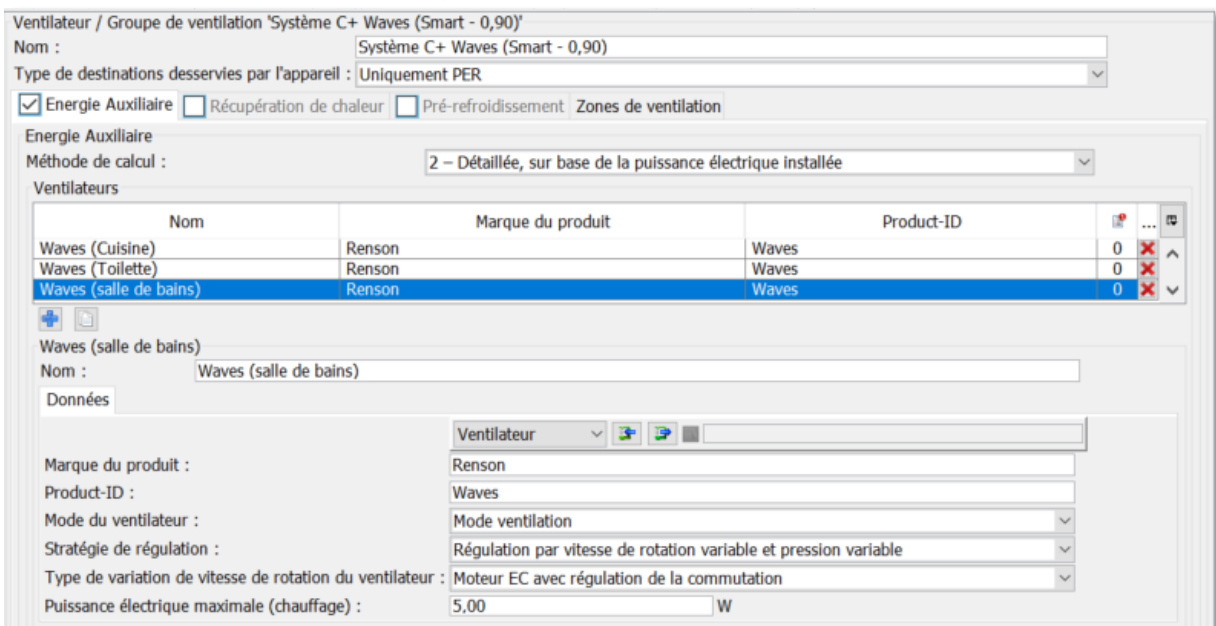 Ventilateur / Groupe de ventilation 'Système C+ Waves (Smart - 0,90)'
Nom : Système C+ Waves (Smart - 0,90)
Type de destinations desservies par l'appareil : Uniquement PER
Energie Auxiliaire Récupération de chaleur Pré-refroidissement Zones de ventilation
Energie Auxiliaire
Méthode de calcul : 2 – Détaillée, sur base de la puissance électrique installée
Ventilateurs
Nom Marque du produit Product-ID ...
Waves (Cuisine) Renson Waves 0
Waves (Toilette) Renson Waves 0
Waves (salle de bains) Renson Waves 0
Waves (salle de bains)
Nom : Waves (salle de bains)
Données
Ventilateur
Marque du produit : Renson
Product-ID : Waves
Mode du ventilateur : Mode ventilation
Stratégie de régulation : Régulation par vitesse de rotation variable et pression variable
Type de variation de vitesse de rotation du ventilateur : Moteur EC avec régulation de la commutation
Puissance électrique maximale (chauffage) : 5,00 W